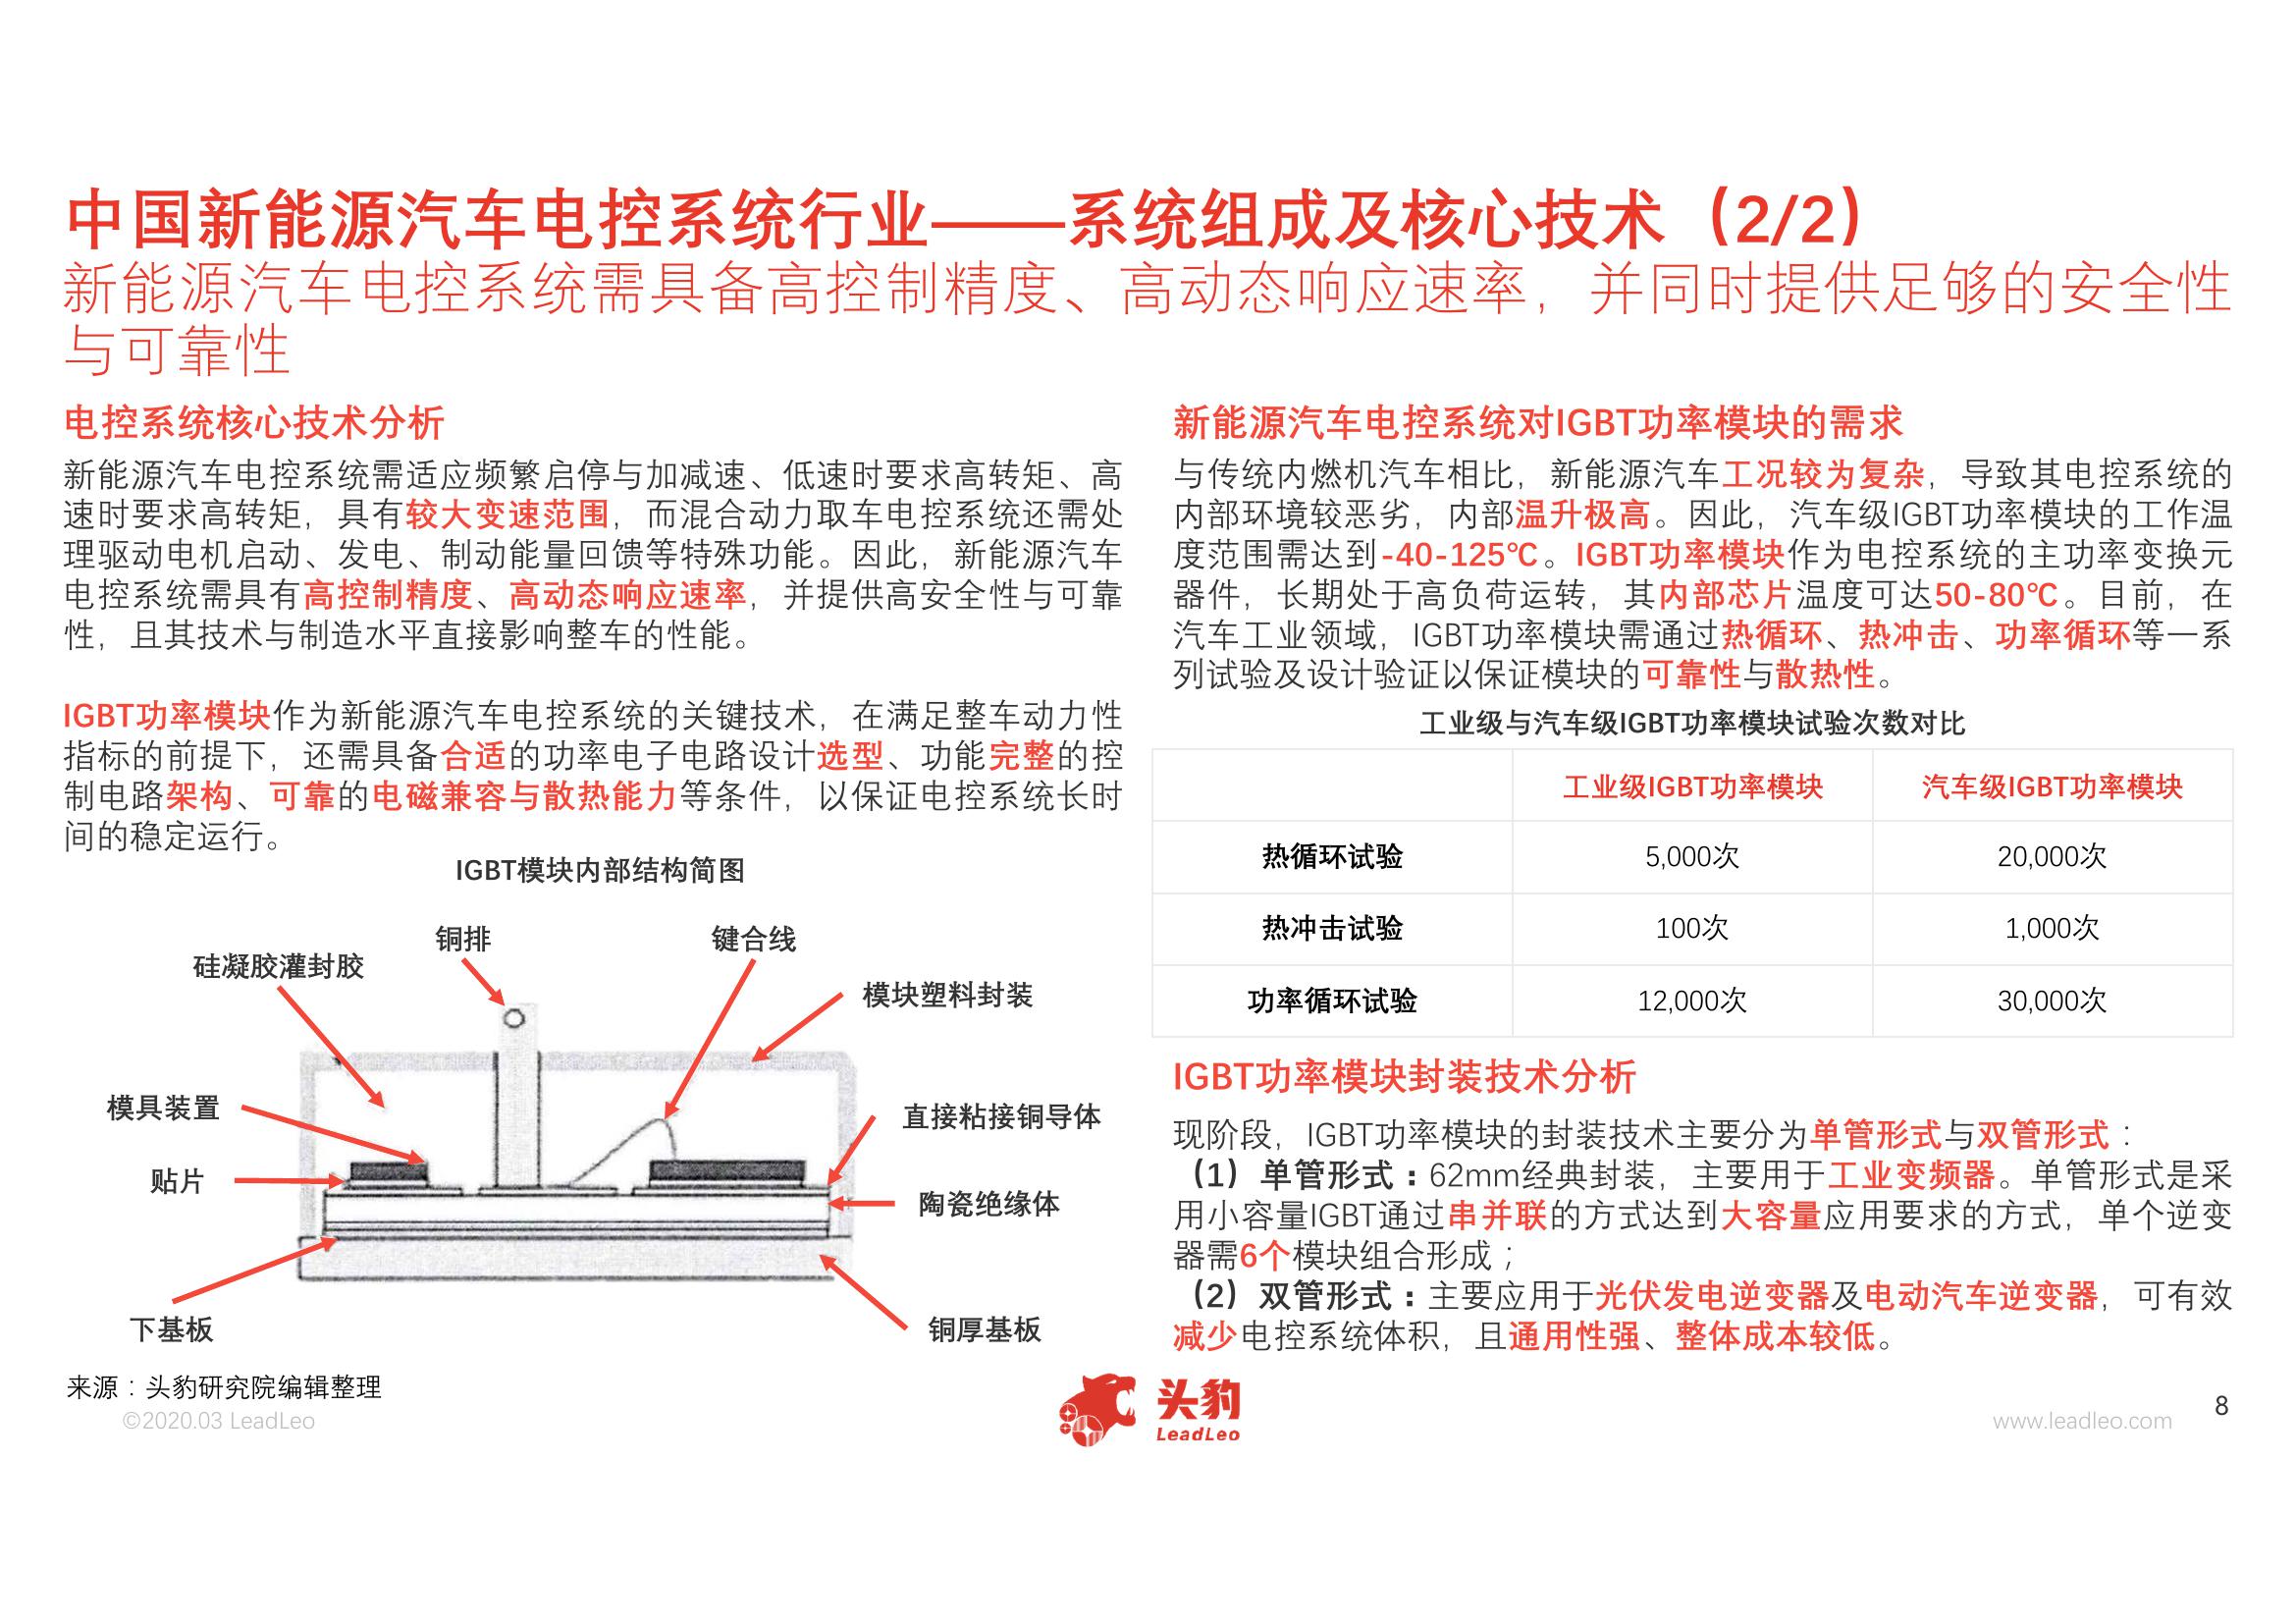 中国新能源汽车电控系统行业——系统组成及核心技术（2/2）
新能源汽车电控系统需具备高控制精度、高动态响应速率，并同时提供足够的安全性
与可靠性
电控系统核心技术分析
新能源汽车电控系统需适应频繁启停与加减速、低速时要求高转矩、高
速时要求高转矩，具有较大变速范围，而混合动力取车电控系统还需处
理驱动电机启动、发电、制动能量回馈等特殊功能。因此，新能源汽车
电控系统需具有高控制精度、高动态响应速率，并提供高安全性与可靠
性，且其技术与制造水平直接影响整车的性能。
IGBT功率模块作为新能源汽车电控系统的关键技术，在满足整车动力性
指标的前提下，还需具备合适的功率电子电路设计选型、功能完整的控
制电路架构、可靠的电磁兼容与散热能力等条件，以保证电控系统长时
间的稳定运行。
IGBT模块内部结构简图
铜排
键合线
硅凝胶灌封胶
模块塑料封装
模具装置
直接粘接铜导体
贴片
陶瓷绝缘体
下基板
铜厚基板
来源：头豹研究院编辑整理
©2020.03 LeadLeo
新能源汽车电控系统对IGBT功率模块的需求
与传统内燃机汽车相比，新能源汽车工况较为复杂，导致其电控系统的
内部环境较恶劣，内部温升极高。因此，汽车级IGBT功率模块的工作温
度范围需达到-40-125℃。IGBT功率模块作为电控系统的主功率变换元
器件，长期处于高负荷运转，其内部芯片温度可达50-80℃。目前，在
汽车工业领域，IGBT功率模块需通过热循环、热冲击、功率循环等一系
列试验及设计验证以保证模块的可靠性与散热性。
工业级与汽车级IGBT功率模块试验次数对比
工业级IGBT功率模块 汽车级IGBT功率模块
热循环试验 5,000次 20,000次
热冲击试验 100次 1,000次
功率循环试验 12,000次 30,000次
IGBT功率模块封装技术分析
现阶段，IGBT功率模块的封装技术主要分为单管形式与双管形式：
（1）单管形式：62mm经典封装，主要用于工业变频器。单管形式是采
用小容量IGBT通过串并联的方式达到大容量应用要求的方式，单个逆变
器需6个模块组合形成；
（2）双管形式：主要应用于光伏发电逆变器及电动汽车逆变器，可有效
减少电控系统体积，且通用性强、整体成本较低。
头豹
LeadLeo
www.leadleo.com
8